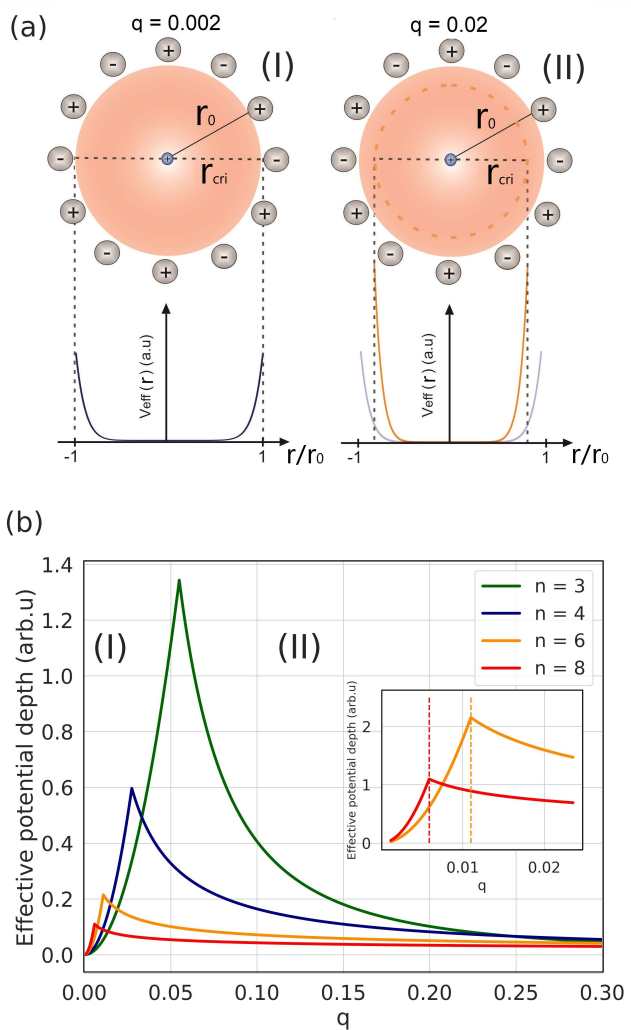 (a)
q = 0.002
q = 0.02
+
-
-
(I)
+
+
r0
-
+
-
rcri
+
+
-
-
+
+
-
-
(II)
+
+
r0
-
+
-
rcri
+
+
-
-
+
Veff (r) (a.u)
-1
1
r/r0
Veff (r) (a.u)
-1
1
r/r0
(b)
Effective potential depth (arb.u)
1.4
1.2
1.0
0.8
0.6
0.4
0.2
0.0
(I)
(II)
n = 3
n = 4
n = 6
n = 8
Effective potential depth (arb.u)
2
1
0
0.01
0.02
q
0.00
0.05
0.10
0.15
0.20
0.25
0.30
q